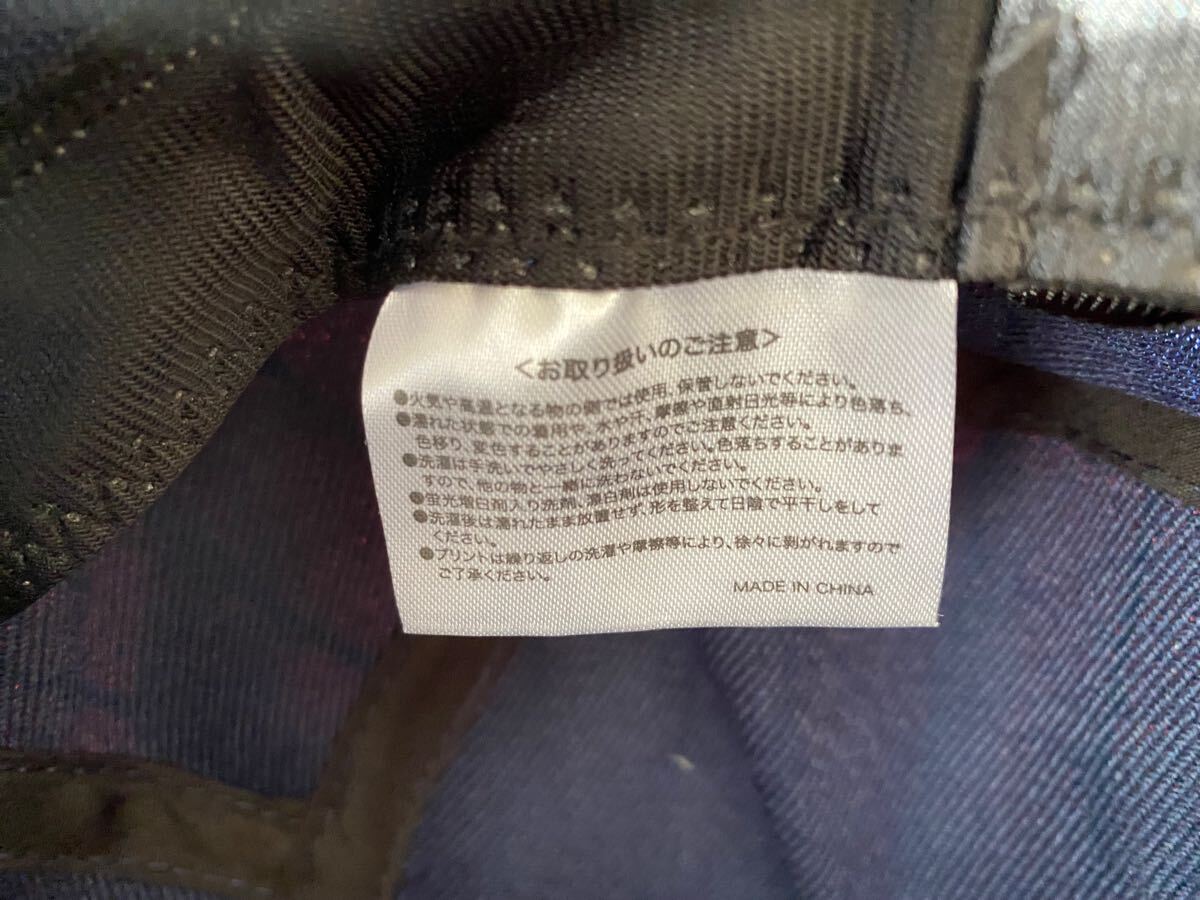 <お取り扱いのご注意>
●火気や高温となる物の側では使用、保管しないでください。
●濡れた状態での着用や、水や汗、摩擦や直射日光等により色落ち、
色移り、変色することがありますのでご注意ください。
●洗濯は手洗いでやさしく洗ってください。色落ちすることがありま
すので、他の物と一緒に洗わないでください。
●蛍光増白剤入り洗剤、漂白剤は使用しないでください。
●洗濯後は濡れたまま放置せず、形を整えて日陰で平干しをして
ください。
●プリントは繰り返しの洗濯や摩擦等により、徐々に剥がれますので
ご了承ください。
MADE IN CHINA